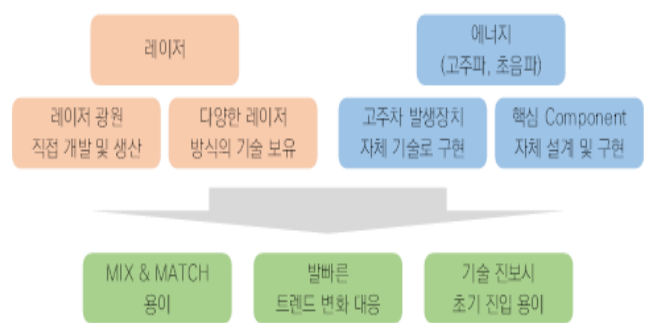 레이저
에너지
(고주파, 초음파)
레이저 광원
직접 개발 및 생산
다양한 레이저
방식의 기술 보유
고주차 발생장치
자체 기술로 구현
핵심 Component
자체 설계 및 구현
MIX & MATCH
용이
발빠른
트렌드 변화 대응
기술 진보시
초기 진입 용이